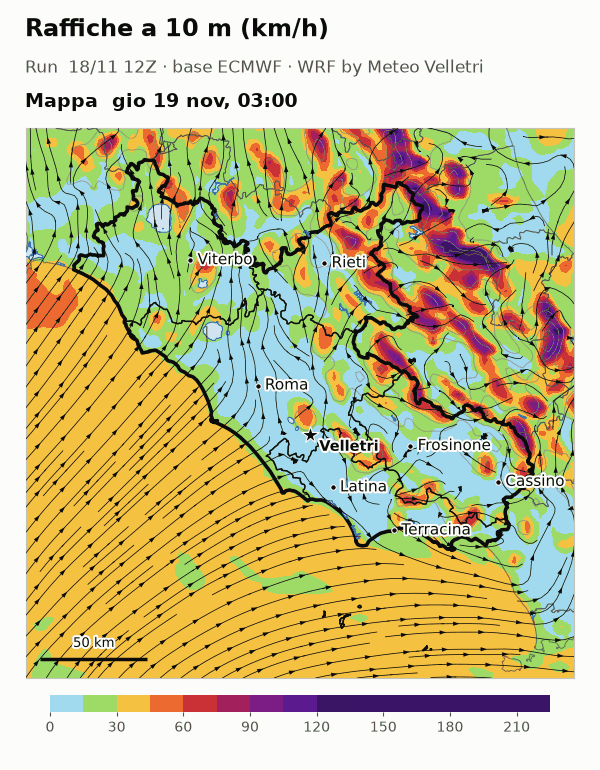 Raffiche a 10 m (km/h)
Run  18/11 12Z · base ECMWF · WRF by Meteo Velletri
Mappa  gio 19 nov, 03:00
Viterbo
Rieti
Roma
Velletri
Frosinone
Latina
Cassino
Terracina
50 km
0 30 60 90 120 150 180 210